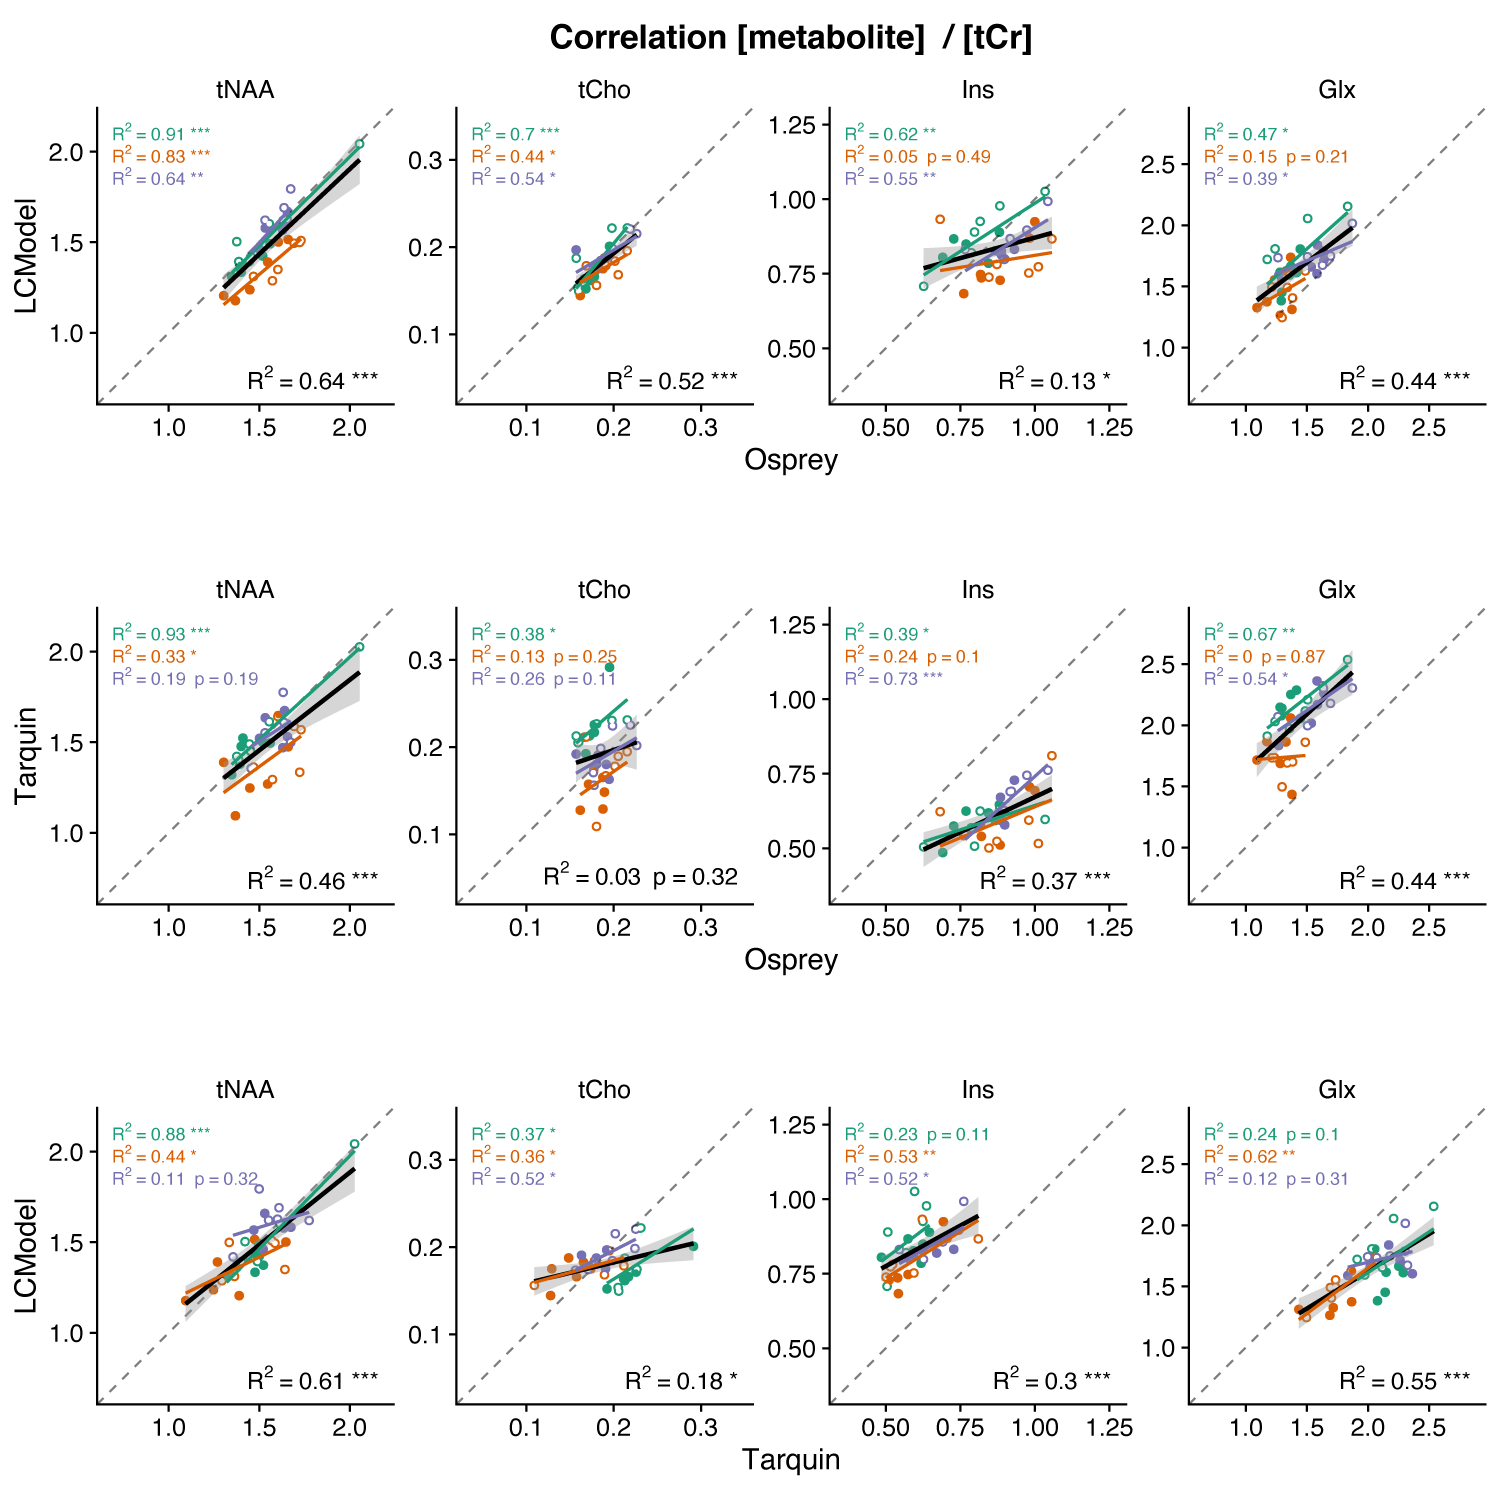 Correlation [metabolite] / [tCr]
tNAA
tCho
Ins
Glx
R² = 0.91 ***
R² = 0.83 ***
R² = 0.64 **
R² = 0.7 ***
R² = 0.44 *
R² = 0.54 *
R² = 0.62 **
R² = 0.05 p = 0.49
R² = 0.55 **
R² = 0.47 *
R² = 0.15 p = 0.21
R² = 0.39 *
LCModel
2.0
1.5
1.0
0.3
0.2
0.1
1.25
1.00
0.75
0.50
2.5
2.0
1.5
1.0
R² = 0.64 ***
R² = 0.52 ***
R² = 0.13 *
R² = 0.44 ***
1.0 1.5 2.0
0.1 0.2 0.3
0.50 0.75 1.00 1.25
1.0 1.5 2.0 2.5
Osprey
tNAA
tCho
Ins
Glx
R² = 0.93 ***
R² = 0.33 *
R² = 0.19 p = 0.19
R² = 0.38 *
R² = 0.13 p = 0.25
R² = 0.26 p = 0.11
R² = 0.39 *
R² = 0.24 p = 0.1
R² = 0.73 ***
R² = 0.67 **
R² = 0 p = 0.87
R² = 0.54 *
Tarquin
2.0
1.5
1.0
0.3
0.2
0.1
1.25
1.00
0.75
0.50
2.5
2.0
1.5
1.0
R² = 0.46 ***
R² = 0.03 p = 0.32
R² = 0.37 ***
R² = 0.44 ***
1.0 1.5 2.0
0.1 0.2 0.3
0.50 0.75 1.00 1.25
1.0 1.5 2.0 2.5
Osprey
tNAA
tCho
Ins
Glx
R² = 0.88 ***
R² = 0.44 *
R² = 0.11 p = 0.32
R² = 0.37 *
R² = 0.36 *
R² = 0.52 *
R² = 0.23 p = 0.11
R² = 0.53 **
R² = 0.52 *
R² = 0.24 p = 0.1
R² = 0.62 **
R² = 0.12 p = 0.31
LCModel
2.0
1.5
1.0
0.3
0.2
0.1
1.25
1.00
0.75
0.50
2.5
2.0
1.5
1.0
R² = 0.61 ***
R² = 0.18 *
R² = 0.3 ***
R² = 0.55 ***
1.0 1.5 2.0
0.1 0.2 0.3
0.50 0.75 1.00 1.25
1.0 1.5 2.0 2.5
Tarquin